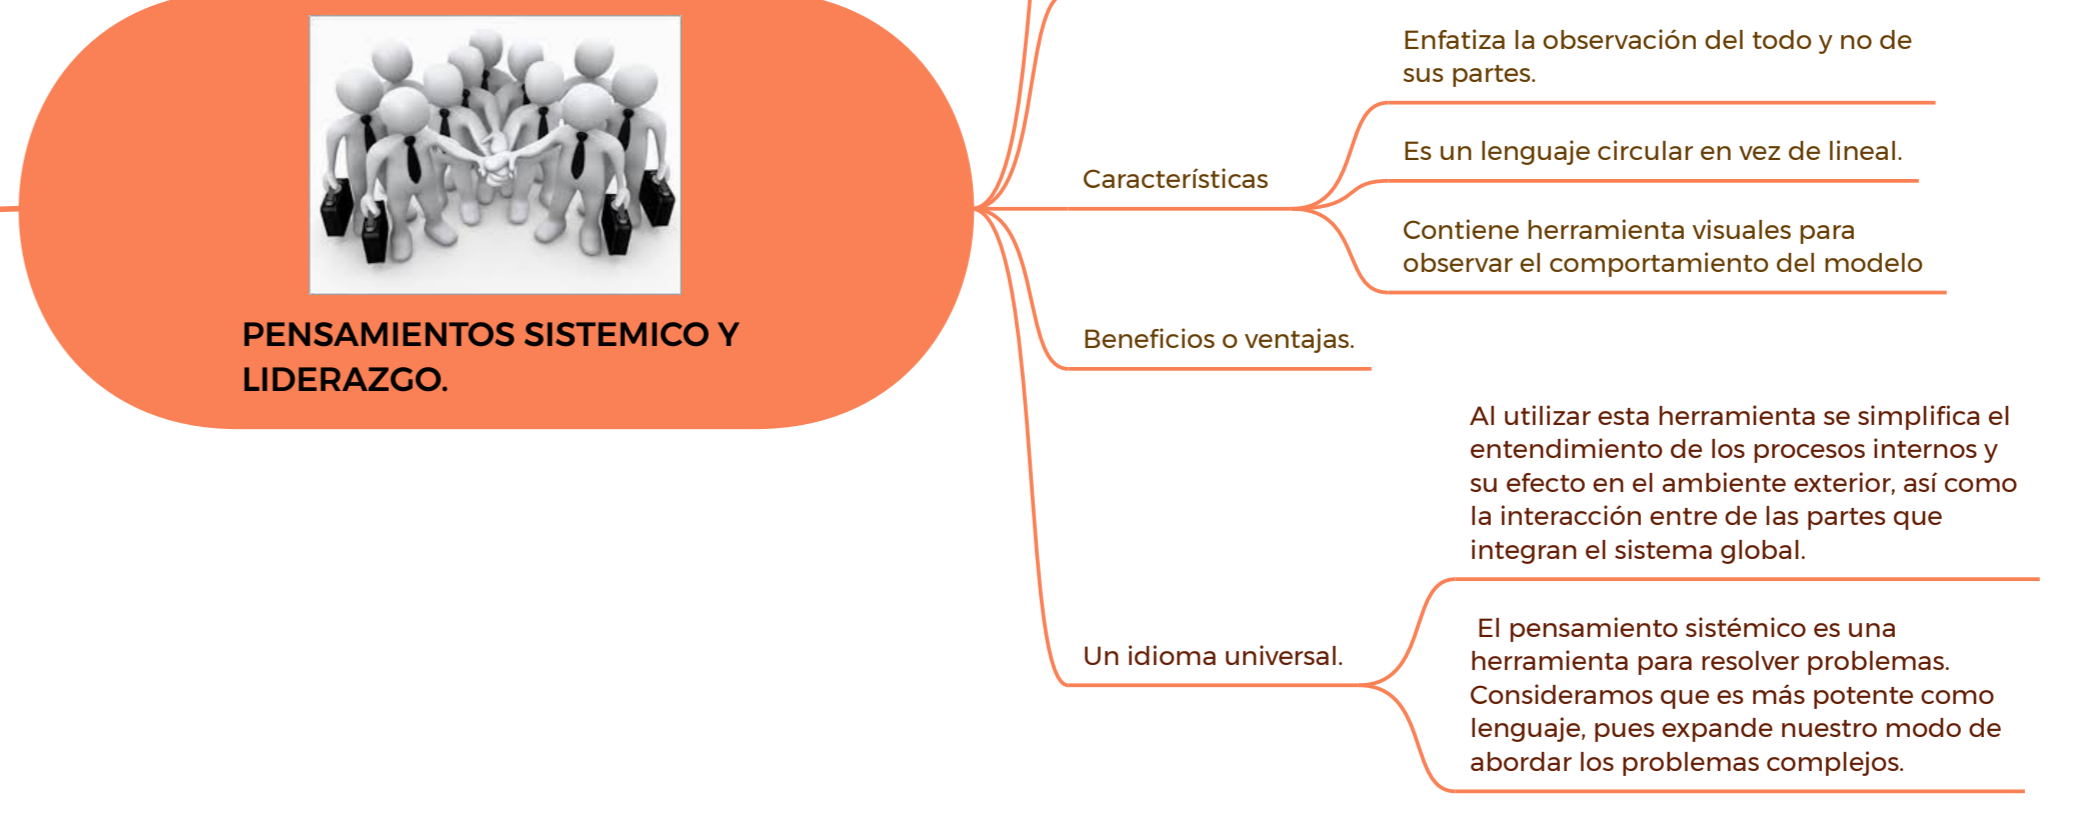 PENSAMIENTOS SISTEMICO Y
LIDERAZGO.
Características
Enfatiza la observación del todo y no de
sus partes.
Es un lenguaje circular en vez de lineal.
Contiene herramienta visuales para
observar el comportamiento del modelo
Beneficios o ventajas.
Un idioma universal.
Al utilizar esta herramienta se simplifica el
entendimiento de los procesos internos y
su efecto en el ambiente exterior, así como
la interacción entre de las partes que
integran el sistema global.
El pensamiento sistémico es una
herramienta para resolver problemas.
Consideramos que es más potente como
lenguaje, pues expande nuestro modo de
abordar los problemas complejos.